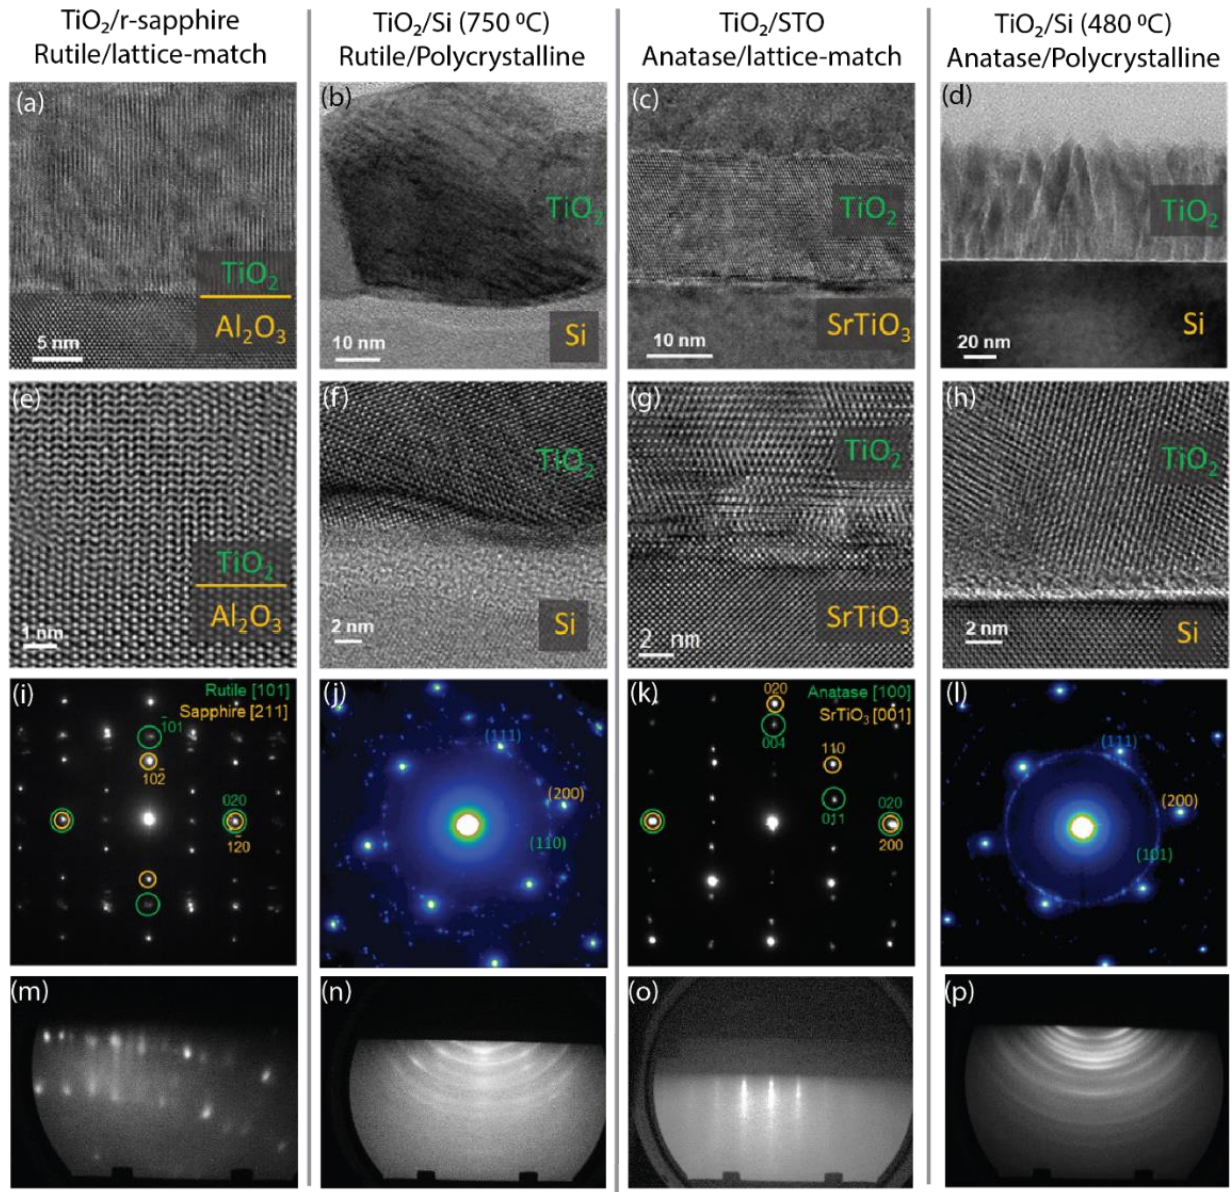 TiO₂/r-sapphire
Rutile/lattice-match
TiO₂/Si (750 ⁰C)
Rutile/Polycrystalline
TiO₂/STO
Anatase/lattice-match
TiO₂/Si (480 ⁰C)
Anatase/Polycrystalline
(a)
TiO₂
Al₂O₃
5 nm
(b)
TiO₂
Si
10 nm
(c)
TiO₂
SrTiO₃
10 nm
(d)
TiO₂
Si
20 nm
(e)
TiO₂
Al₂O₃
1 nm
(f)
TiO₂
Si
2 nm
(g)
TiO₂
SrTiO₃
2 nm
(h)
TiO₂
Si
2 nm
(i)
Rutile [101]
Sapphire [211]
1̄01
102̄
020
1̄20
(j)
(111)
(200)
(110)
(k)
020
Anatase [100]
SrTiO₃ [001]
004
110
011
020
200
(l)
(111)
(200)
(101)
(m)
(n)
(o)
(p)